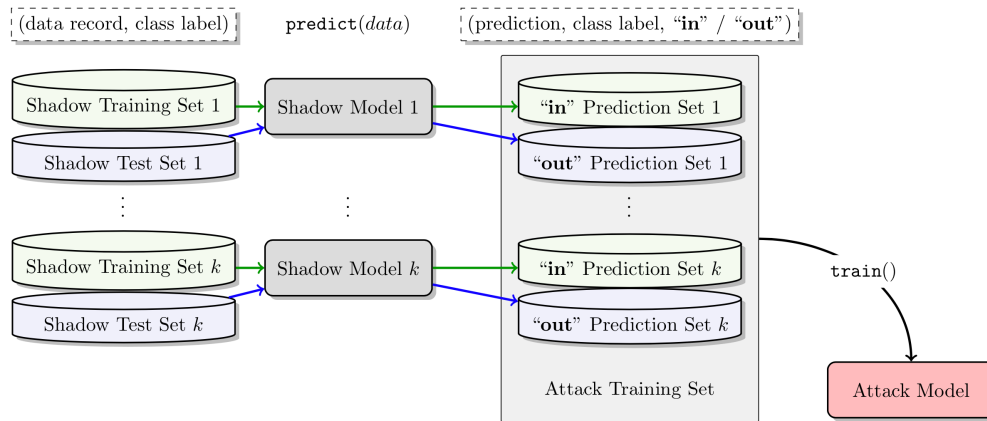 (data record, class label)
predict(data)
(prediction, class label, “in” / “out”)
Shadow Training Set 1
Shadow Model 1
“in” Prediction Set 1
Shadow Test Set 1
“out” Prediction Set 1
⋮ ⋮ ⋮
Shadow Training Set k
Shadow Model k
“in” Prediction Set k
Shadow Test Set k
“out” Prediction Set k
train()
Attack Training Set
Attack Model